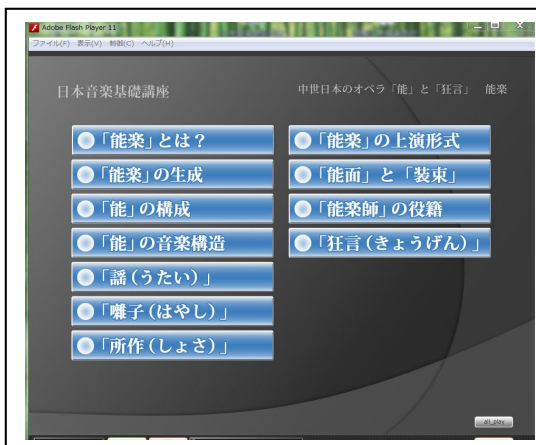 Adobe Flash Player 11
ファイル(F) 表示(V) 制御(C) ヘルプ(H)
日本音楽基礎講座
中世日本のオペラ「能」と「狂言」 能楽
「能楽」とは？
「能楽」の生成
「能」の構成
「能」の音楽構造
「謡(うたい)」
「囃子(はやし)」
「所作(しょさ)」
「能楽」の上演形式
「能面」と「装束」
「能楽師」の役籍
「狂言(きょうげん)」
all_play